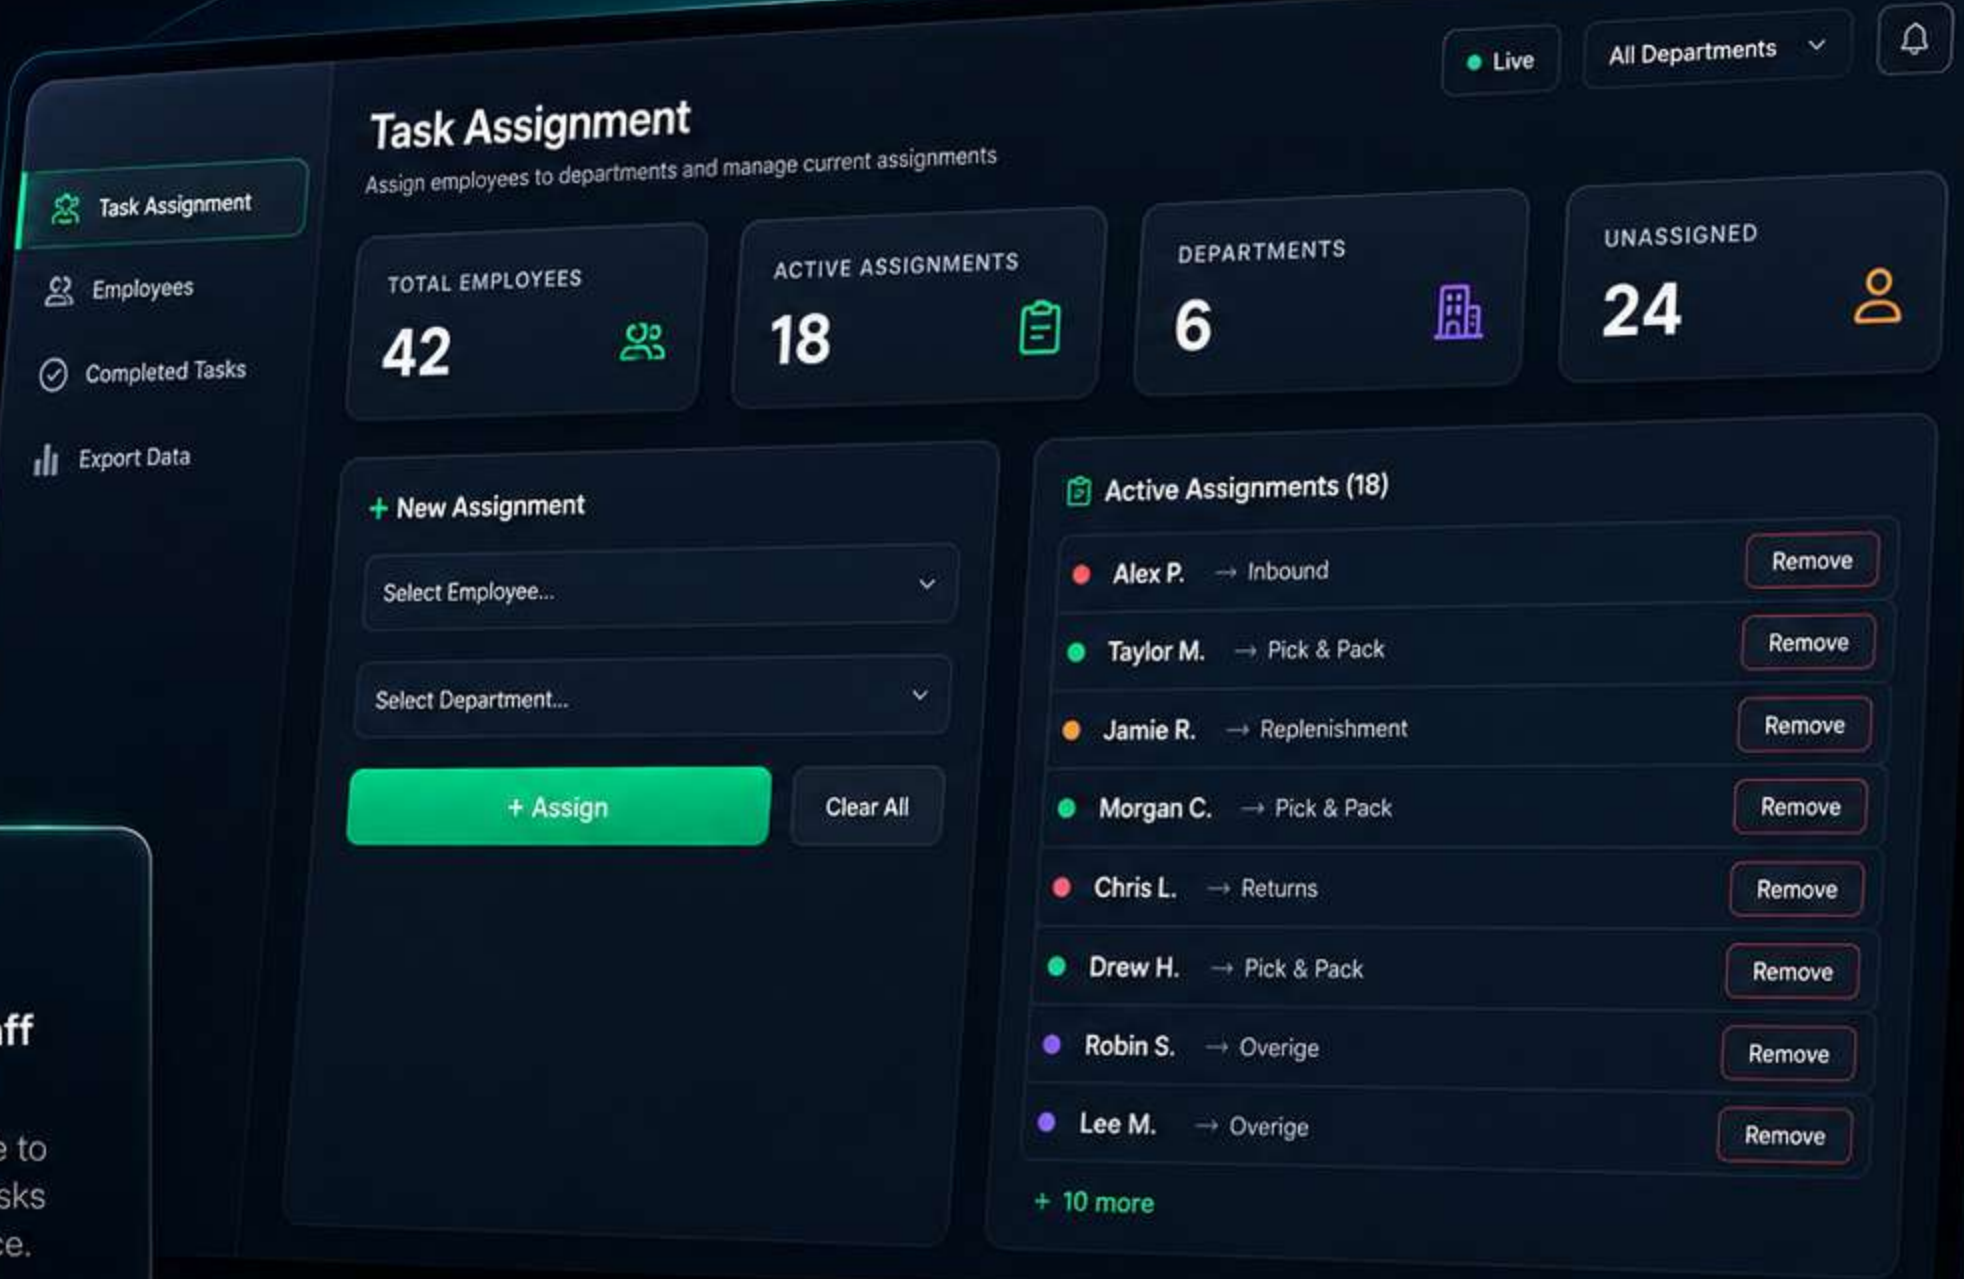 Live
All Departments
Task Assignment
Assign employees to departments and manage current assignments
Task Assignment
Employees
Completed Tasks
Export Data
TOTAL EMPLOYEES
42
ACTIVE ASSIGNMENTS
18
DEPARTMENTS
6
UNASSIGNED
24
+ New Assignment
Select Employee...
Select Department...
+ Assign
Clear All
Active Assignments (18)
Alex P. → Inbound Remove
Taylor M. → Pick & Pack Remove
Jamie R. → Replenishment Remove
Morgan C. → Pick & Pack Remove
Chris L. → Returns Remove
Drew H. → Pick & Pack Remove
Robin S. → Overige Remove
Lee M. → Overige Remove
+ 10 more
ff
e to
sks
ce.